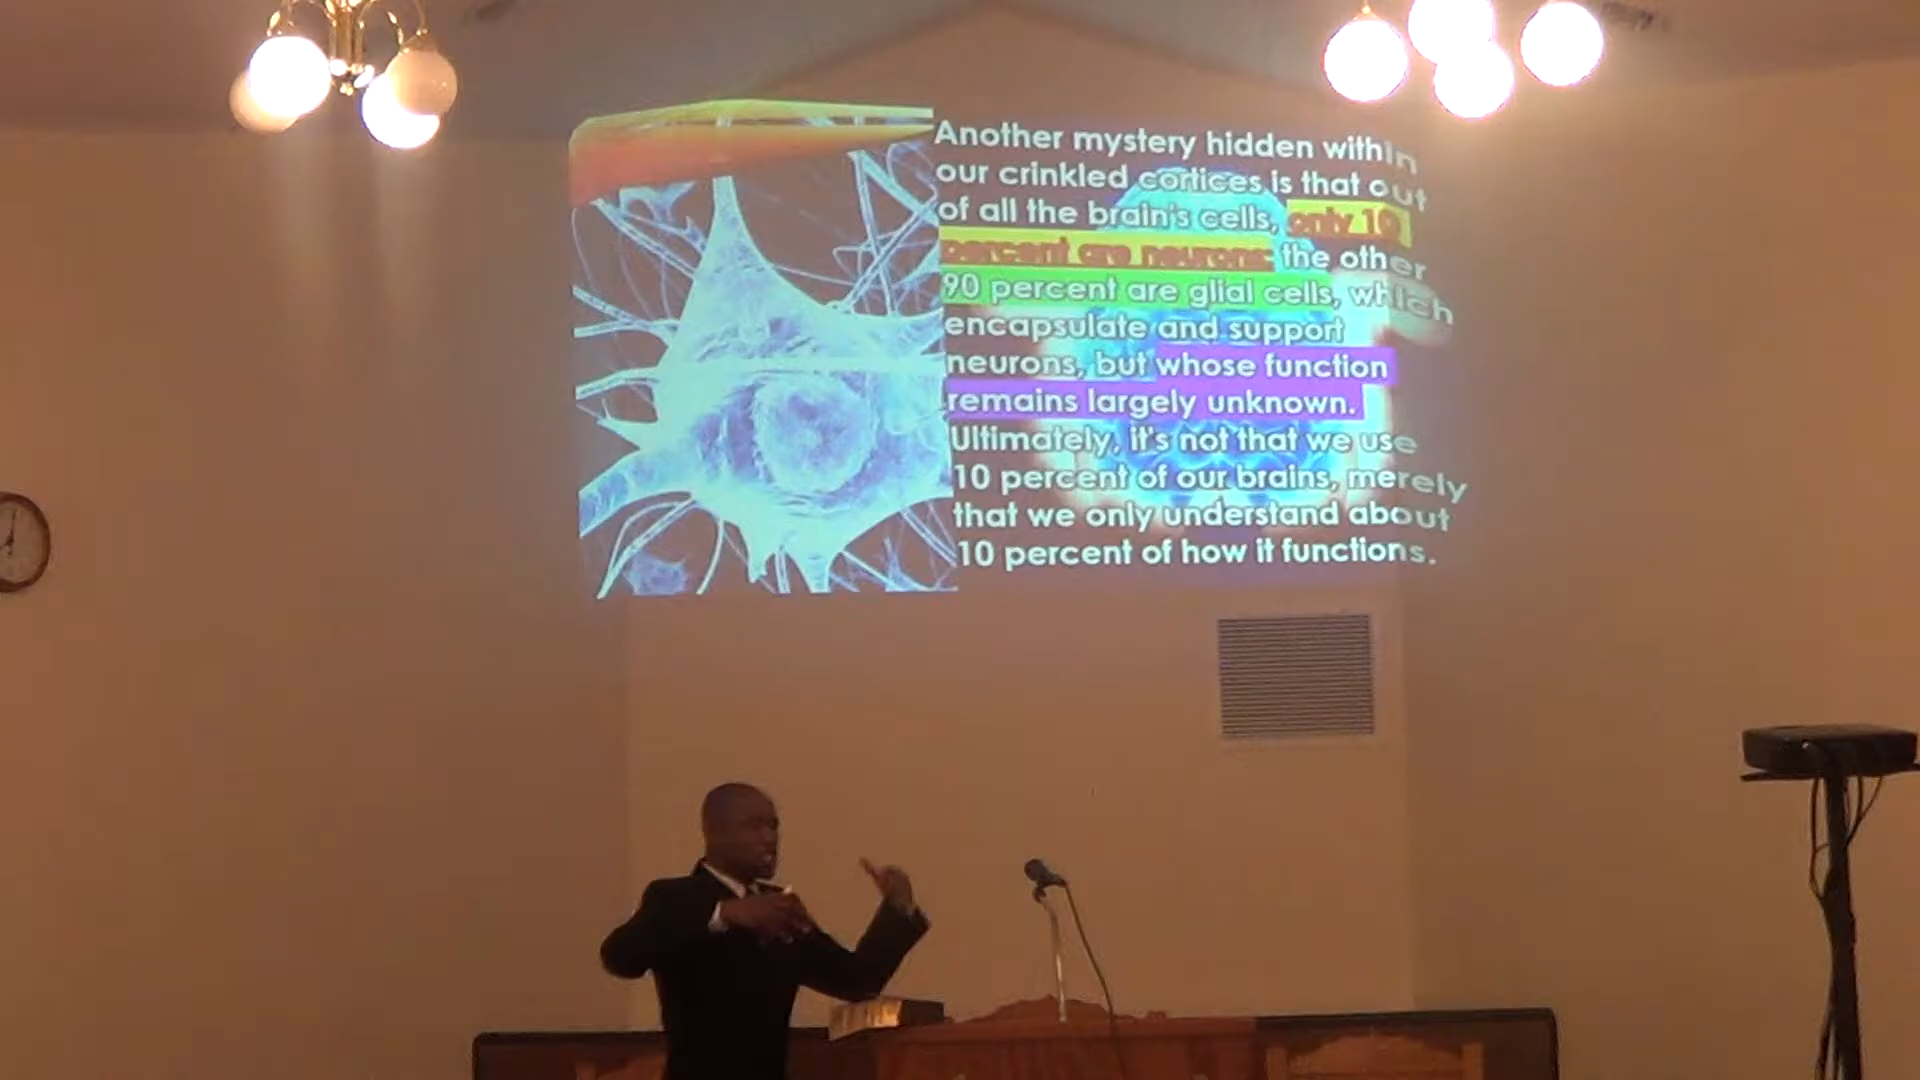 Another mystery hidden within
our crinkled cortices is that out
of all the brain's cells, only 10
percent are neurons; the other
90 percent are glial cells, which
encapsulate and support
neurons, but whose function
remains largely unknown.
Ultimately, it's not that we use
10 percent of our brains, merely
that we only understand about
10 percent of how it functions.